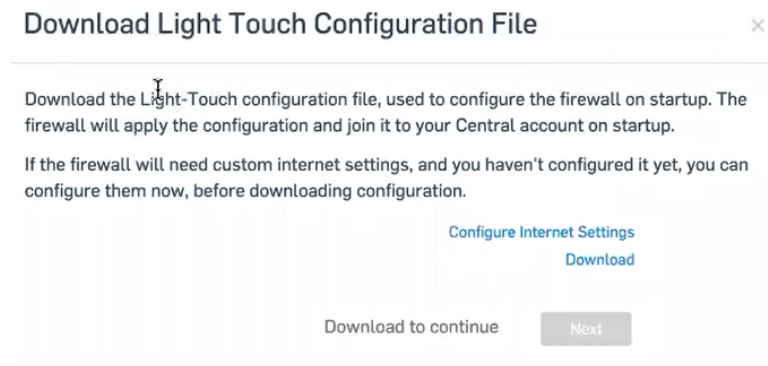 Download Light Touch Configuration File
Download the Light-Touch configuration file, used to configure the firewall on startup. The
firewall will apply the configuration and join it to your Central account on startup.
If the firewall will need custom internet settings, and you haven't configured it yet, you can
configure them now, before downloading configuration.
Configure Internet Settings
Download
Download to continue
Next